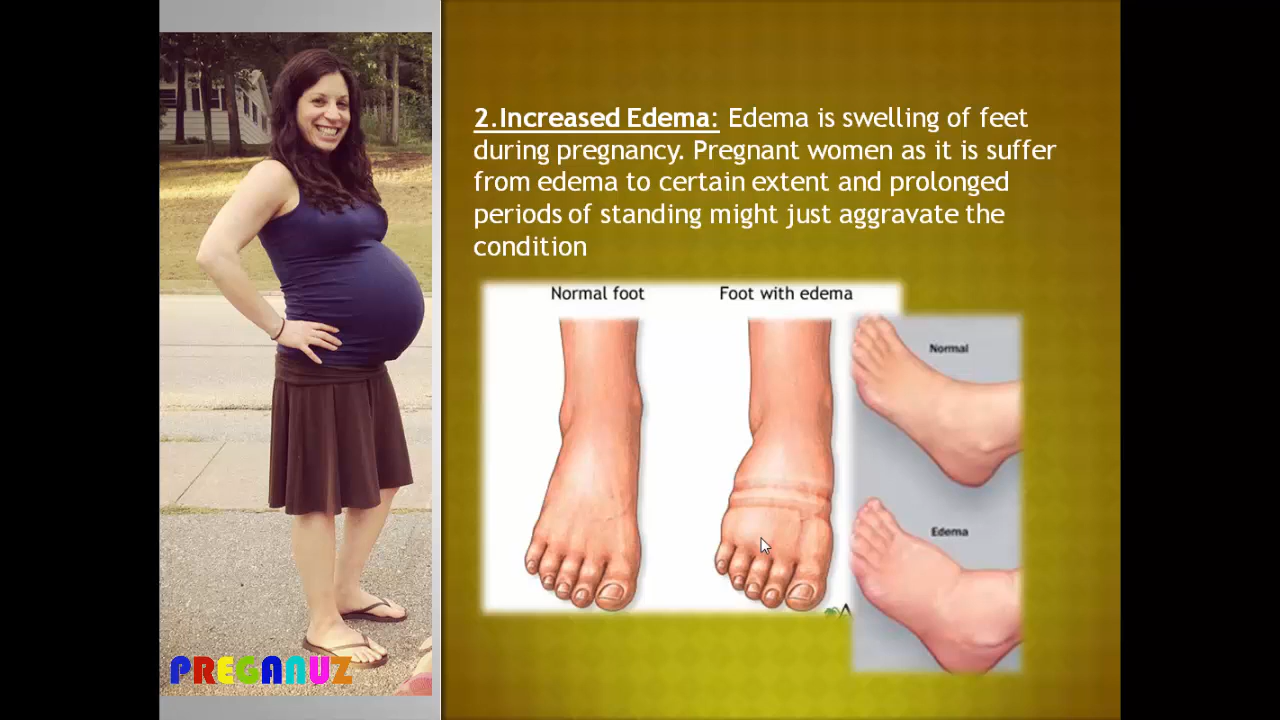 2.Increased Edema: Edema is swelling of feet
during pregnancy. Pregnant women as it is suffer
from edema to certain extent and prolonged
periods of standing might just aggravate the
condition
Normal foot
Foot with edema
Normal
Edema
PREGANUZ